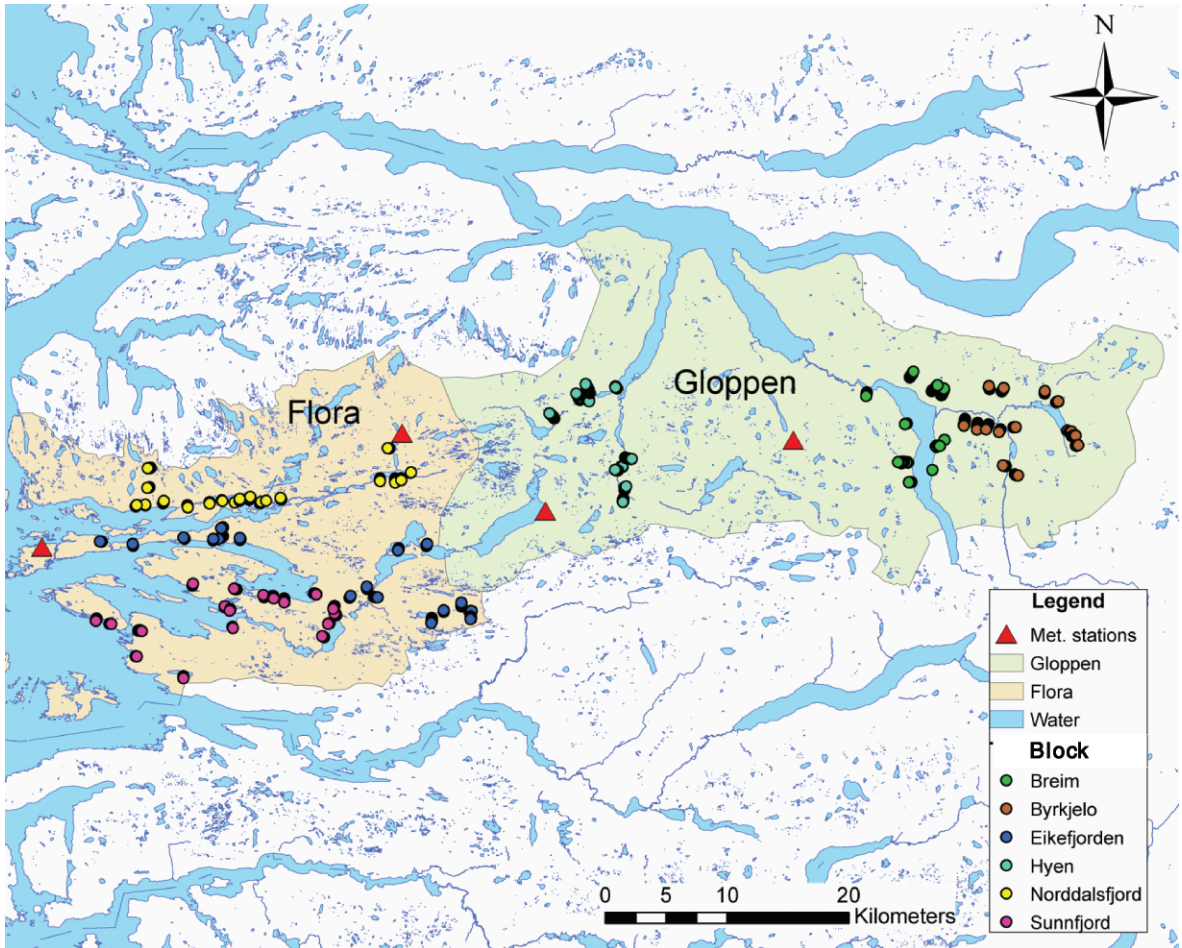 N
Gloppen
Flora
Legend
Met. stations
Gloppen
Flora
Water
Block
Breim
Byrkjelo
Eikefjorden
Hyen
Norddalsfjord
Sunnfjord
0 5 10 20
Kilometers